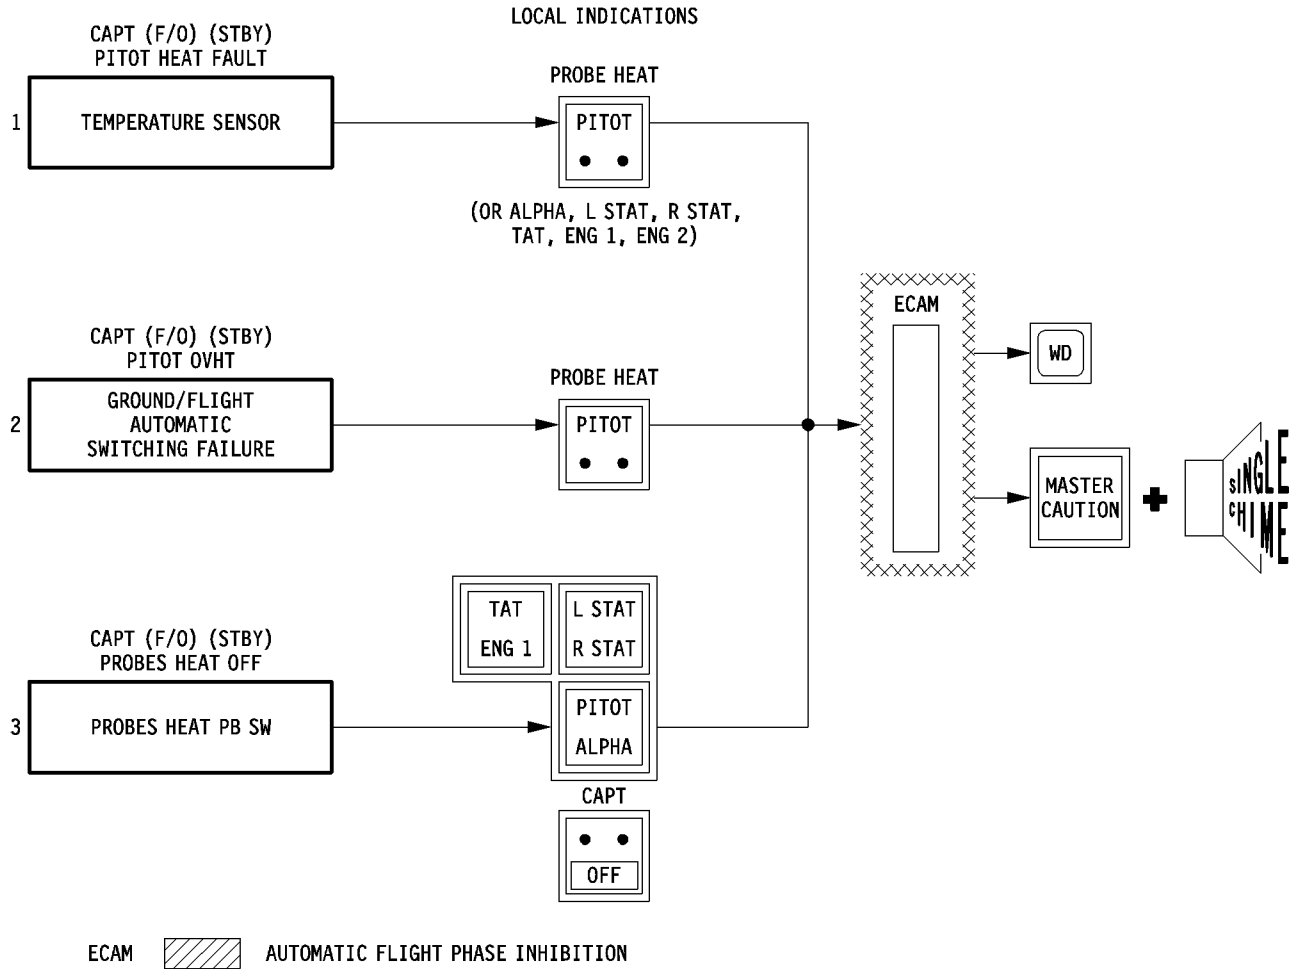 LOCAL INDICATIONS
CAPT (F/O) (STBY)
PITOT HEAT FAULT
1
TEMPERATURE SENSOR
PROBE HEAT
PITOT
(OR ALPHA, L STAT, R STAT,
TAT, ENG 1, ENG 2)
CAPT (F/O) (STBY)
PITOT OVHT
2
GROUND/FLIGHT
AUTOMATIC
SWITCHING FAILURE
PROBE HEAT
PITOT
ECAM
WD
MASTER
CAUTION
SINGLE
CHIME
CAPT (F/O) (STBY)
PROBES HEAT OFF
3
PROBES HEAT PB SW
TAT
ENG 1
L STAT
R STAT
PITOT
ALPHA
CAPT
OFF
ECAM
AUTOMATIC FLIGHT PHASE INHIBITION